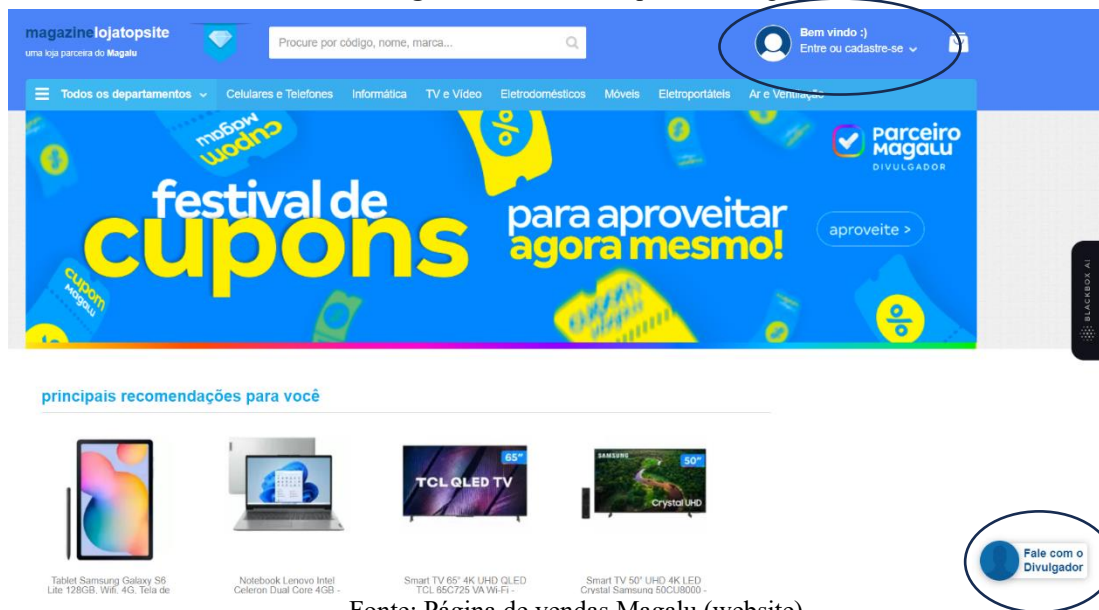 magazinelojatopsite
uma loja parceira do Magalu
Procure por código, nome, marca...
Bem vindo :)
Entre ou cadastre-se
Todos os departamentos
Celulares e Telefones
Informática
TV e Vídeo
Eletrodomésticos
Móveis
Eletroportáteis
Ar e Ventilação
cupom
Magalu
festival de
cupons
para aproveitar
agora mesmo!
Parceiro
Magalu
DIVULGADOR
aproveite >
cupom
Magalu
BLACKBOX AI
principais recomendações para você
65"
TCL QLED TV
SAMSUNG
50"
Crystal UHD
Tablet Samsung Galaxy S6
Lite 128GB, Wifi, 4G, Tela de
Notebook Lenovo Intel
Celeron Dual Core 4GB -
Smart TV 65" 4K UHD QLED
TCL 65C725 VA Wi-Fi -
Smart TV 50" UHD 4K LED
Crystal Samsung 50CU8000 -
Fale com o
Divulgador
Fonte: Página de vendas Magalu (website)